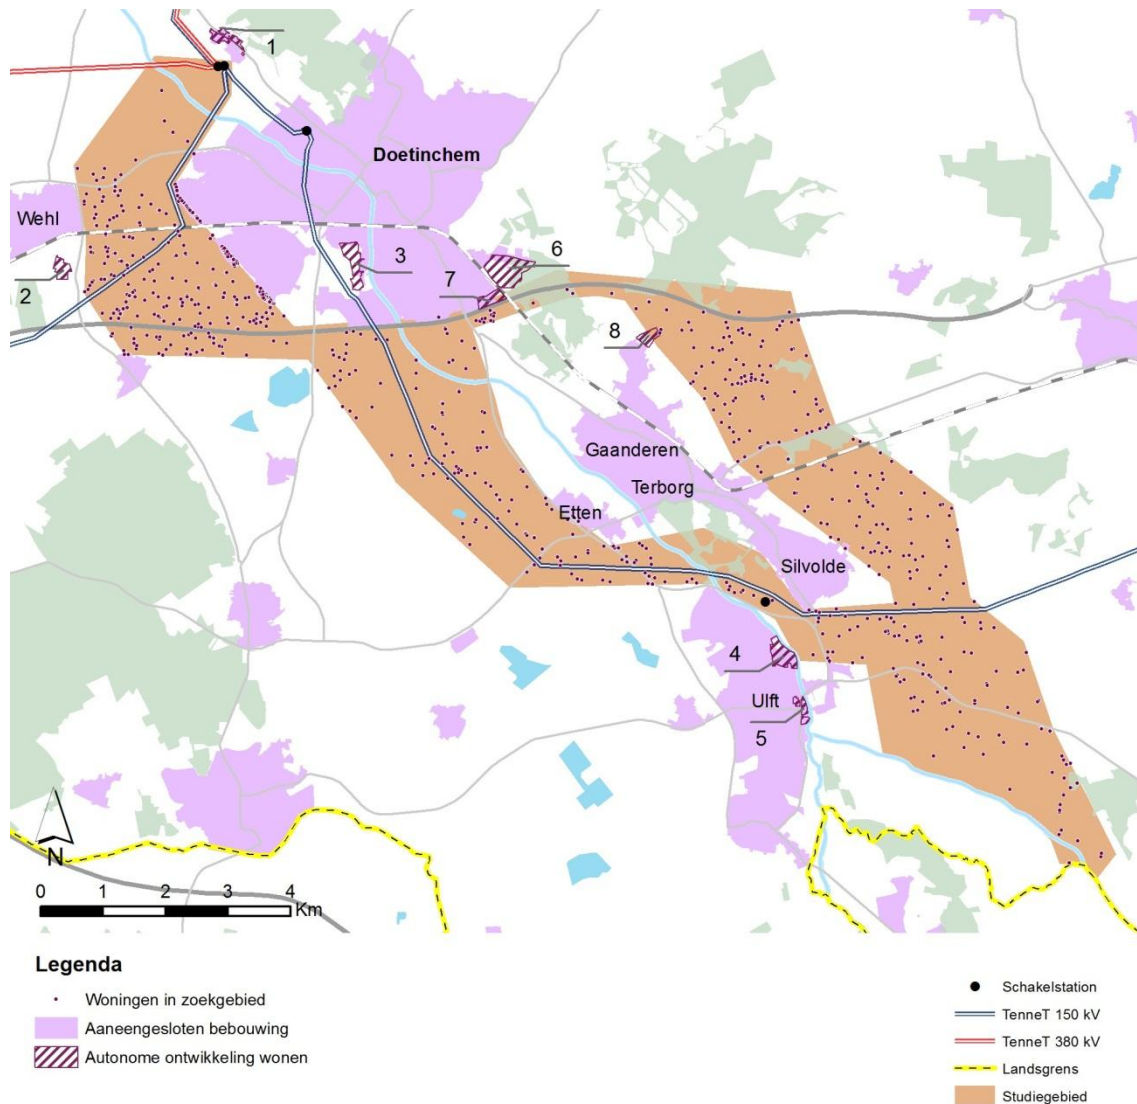 1
Doetinchem
Wehl
3
6
2
7
8
Gaanderen
Terborg
Etten
Silvolde
4
Ulft
5
N
0 1 2 3 4
Km
Legenda
Woningen in zoekgebied
Aaneengesloten bebouwing
Autonome ontwikkeling wonen
Schakelstation
TenneT 150 kV
TenneT 380 kV
Landsgrens
Studiegebied